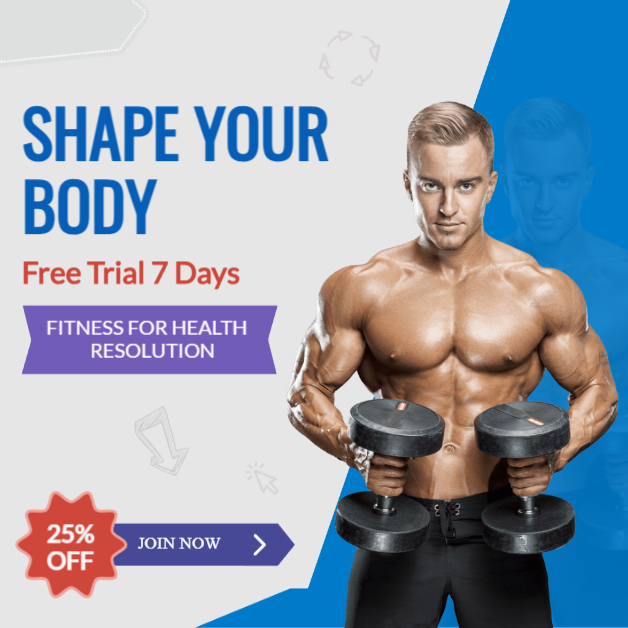 SHAPE YOUR
BODY
Free Trial 7 Days
FITNESS FOR HEALTH
RESOLUTION
25%
OFF
JOIN NOW